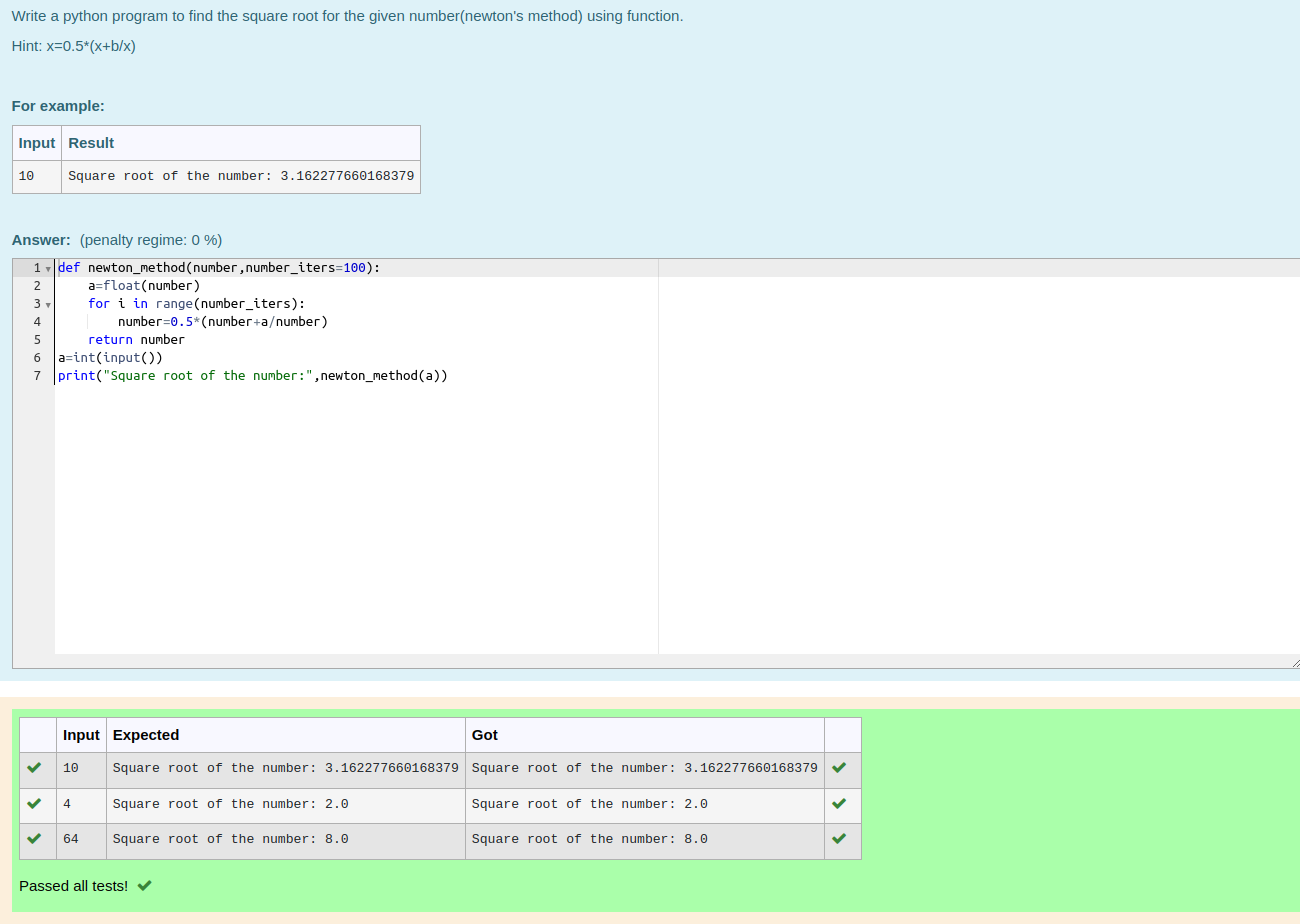 Write a python program to find the square root for the given number(newton's method) using function.
Hint: x=0.5*(x+b/x)
For example:
Input Result
10 Square root of the number: 3.162277660168379
Answer: (penalty regime: 0 %)
1 def newton_method(number,number_iters=100):
2     a=float(number)
3     for i in range(number_iters):
4         number=0.5*(number+a/number)
5     return number
6 a=int(input())
7 print("Square root of the number:",newton_method(a))
Input Expected Got
10 Square root of the number: 3.162277660168379 Square root of the number: 3.162277660168379
4 Square root of the number: 2.0 Square root of the number: 2.0
64 Square root of the number: 8.0 Square root of the number: 8.0
Passed all tests!